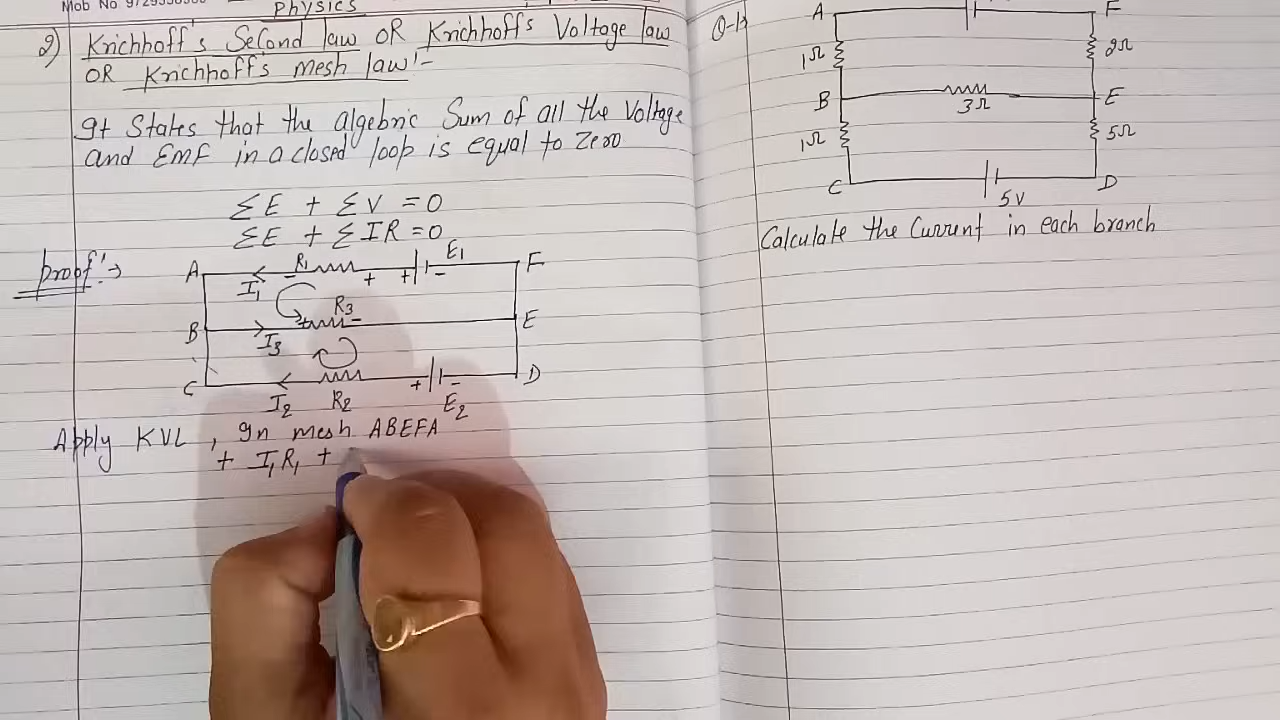 Physics
2) Krichhoff's Second law OR Krichhoff's Voltage law
OR Krichhoff's mesh law:-
It States that the algebric Sum of all the Voltage
and EMF in a closed loop is equal to Zero
ΣE + ΣV = 0
ΣE + ΣIR = 0
Proof:→
A R₁ E₁ F
- + + -
I₁
R₃
B + - E
I₃
C + - D
I₂ R₂ E₂
Apply KVL, In mesh ABEFA
+ I₁R₁ +
Q-1)
A F
1Ω 2Ω
B 3Ω E
1Ω 5Ω
C D
5V
Calculate the Current in each branch